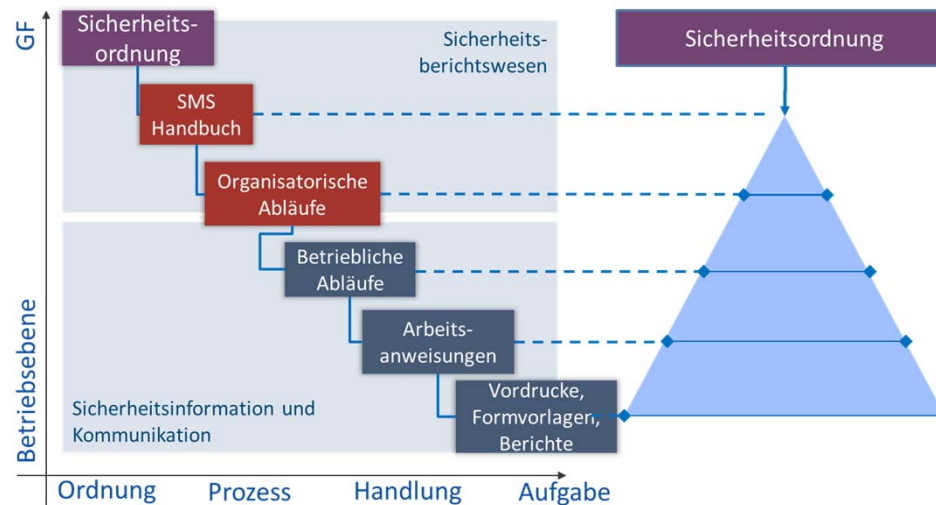 GF
Betriebsebene
Sicherheits-
ordnung
Sicherheits-
berichtswesen
SMS
Handbuch
Organisatorische
Abläufe
Betriebliche
Abläufe
Arbeits-
anweisungen
Vordrucke,
Formvorlagen,
Berichte
Sicherheitsinformation und
Kommunikation
Ordnung
Prozess
Handlung
Aufgabe
Sicherheitsordnung